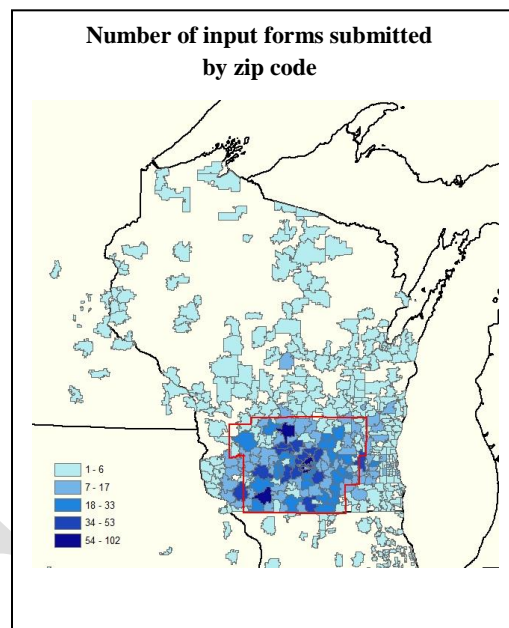 Number of input forms submitted
by zip code
1 - 6
7 - 17
18 - 33
34 - 53
54 - 102